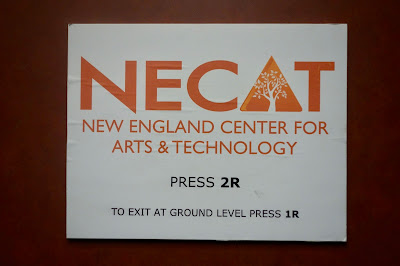 NECAT
NEW ENGLAND CENTER FOR
ARTS & TECHNOLOGY
PRESS 2R
TO EXIT AT GROUND LEVEL PRESS 1R